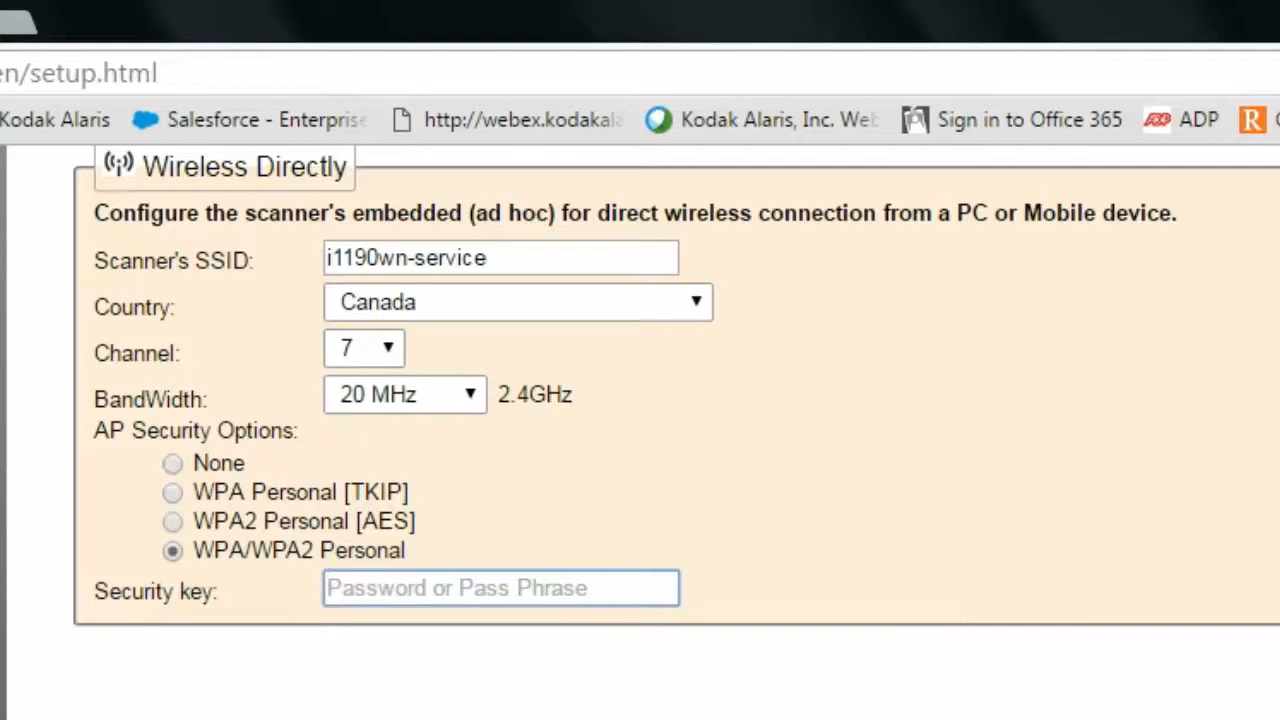 en/setup.html
Kodak Alaris Salesforce - Enterprise http://webex.kodakala Kodak Alaris, Inc. Web Sign in to Office 365 ADP ADP R
Wireless Directly
Configure the scanner's embedded (ad hoc) for direct wireless connection from a PC or Mobile device.
Scanner's SSID: i1190wn-service
Country: Canada
Channel: 7
BandWidth: 20 MHz 2.4GHz
AP Security Options:
None
WPA Personal [TKIP]
WPA2 Personal [AES]
WPA/WPA2 Personal
Security key: Password or Pass Phrase